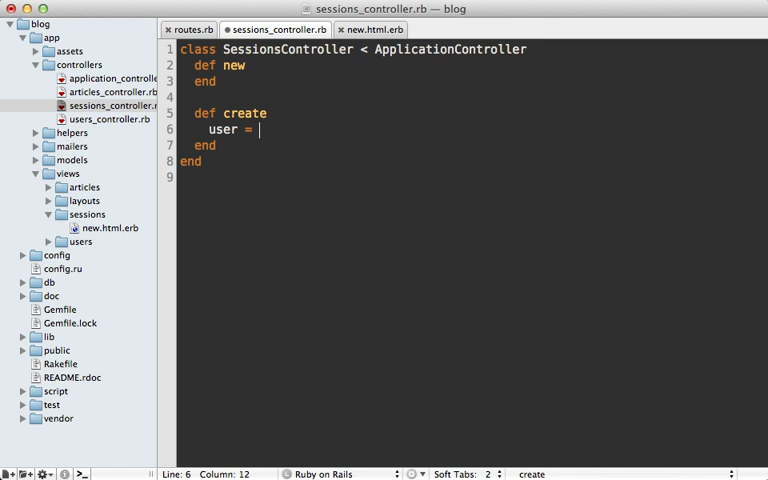 sessions_controller.rb — blog
blog
app
assets
controllers
application_controlle
articles_controller.rb
sessions_controller.r
users_controller.rb
helpers
mailers
models
views
articles
layouts
sessions
new.html.erb
users
config
config.ru
db
doc
Gemfile
Gemfile.lock
lib
public
Rakefile
README.rdoc
script
test
vendor
routes.rb sessions_controller.rb new.html.erb
1 class SessionsController < ApplicationController
2 def new
3 end
4
5 def create
6 user =
7 end
8 end
9
Line: 6 Column: 12 Ruby on Rails Soft Tabs: 2 create